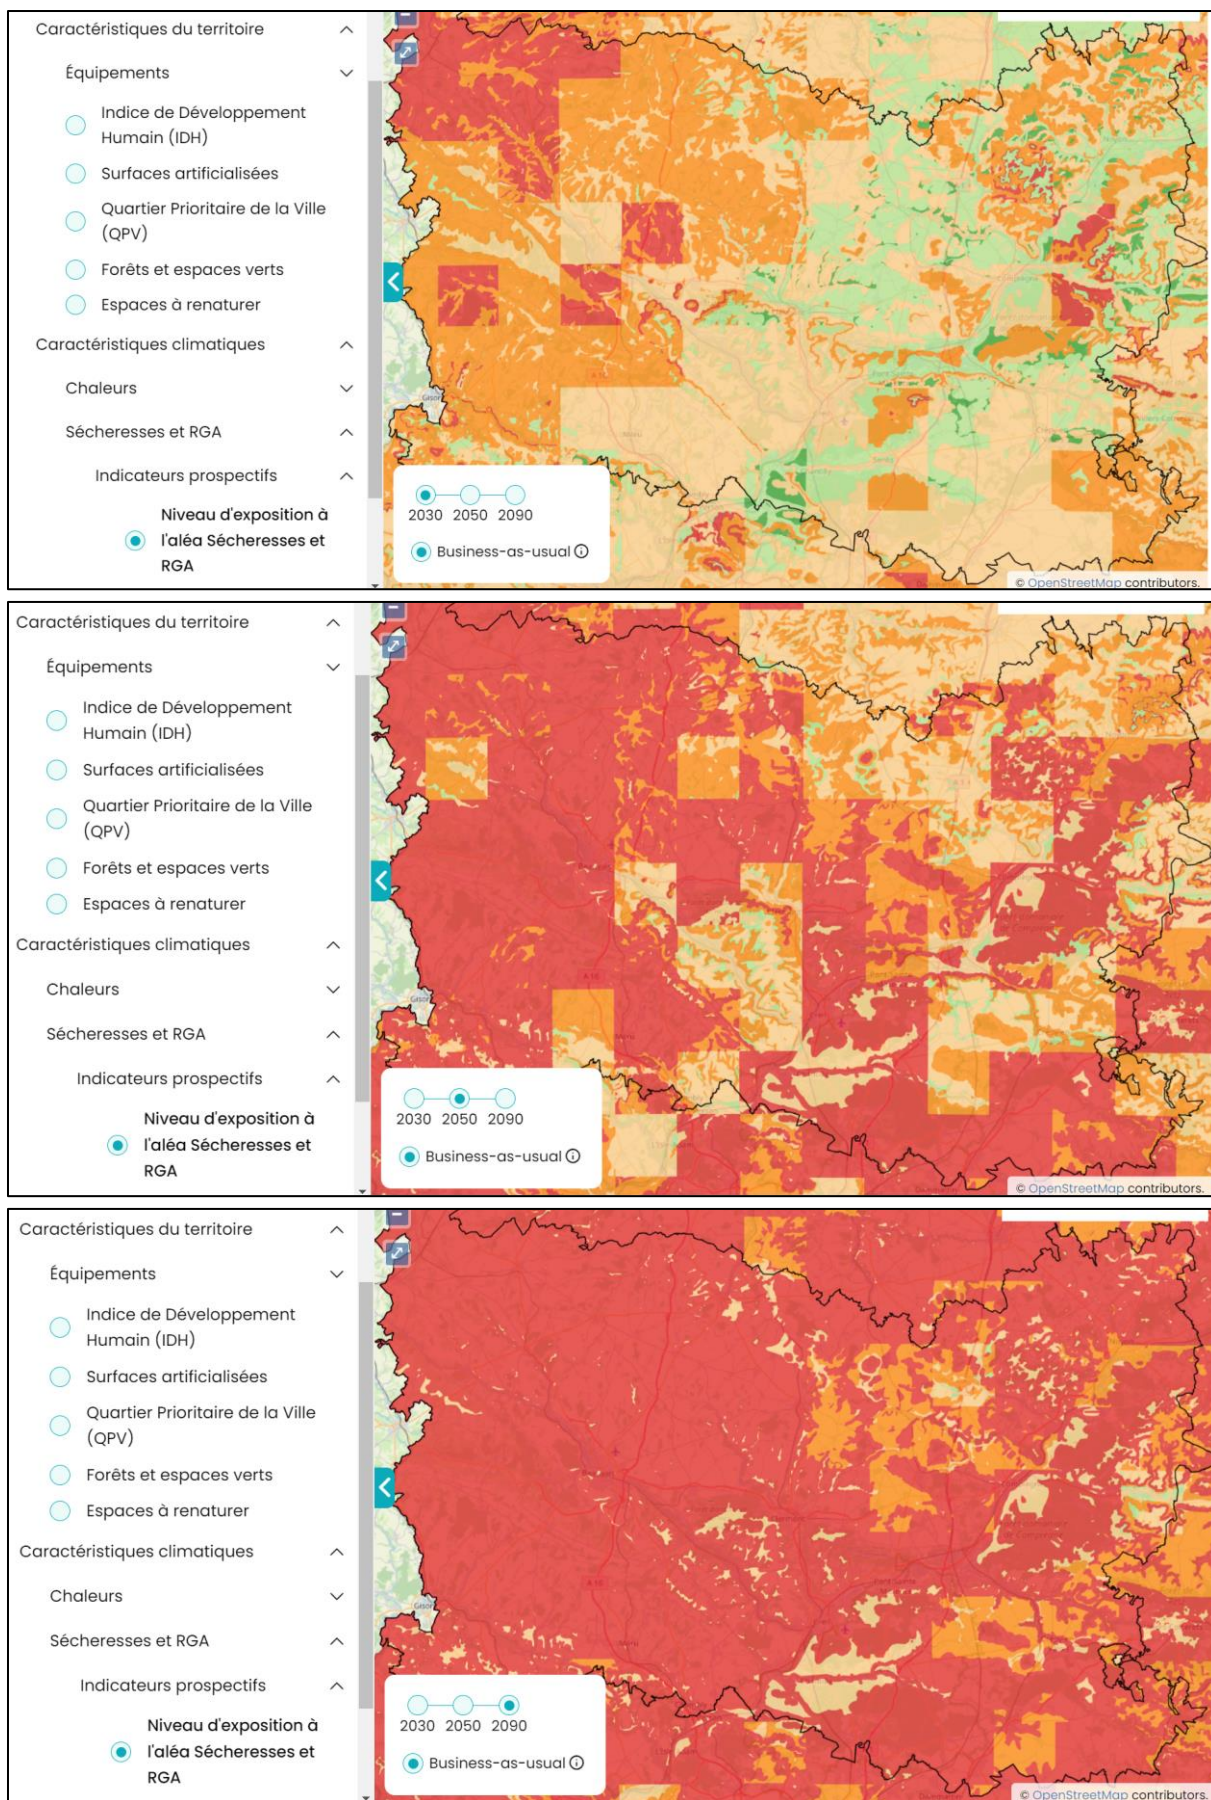 Caractéristiques du territoire
Équipements
Indice de Développement
Humain (IDH)
Surfaces artificialisées
Quartier Prioritaire de la Ville
(QPV)
Forêts et espaces verts
Espaces à renaturer
Caractéristiques climatiques
Chaleurs
Sécheresses et RGA
Indicateurs prospectifs
Niveau d'exposition à
l'aléa Sécheresses et
RGA
Gisors
2030 2050 2090
Business-as-usual
© OpenStreetMap contributors.
Caractéristiques du territoire
Équipements
Indice de Développement
Humain (IDH)
Surfaces artificialisées
Quartier Prioritaire de la Ville
(QPV)
Forêts et espaces verts
Espaces à renaturer
Caractéristiques climatiques
Chaleurs
Sécheresses et RGA
Indicateurs prospectifs
Niveau d'exposition à
l'aléa Sécheresses et
RGA
A 16
2030 2050 2090
Business-as-usual
© OpenStreetMap contributors.
Caractéristiques du territoire
Équipements
Indice de Développement
Humain (IDH)
Surfaces artificialisées
Quartier Prioritaire de la Ville
(QPV)
Forêts et espaces verts
Espaces à renaturer
Caractéristiques climatiques
Chaleurs
Sécheresses et RGA
Indicateurs prospectifs
Niveau d'exposition à
l'aléa Sécheresses et
RGA
A 16
2030 2050 2090
Business-as-usual
© OpenStreetMap contributors.